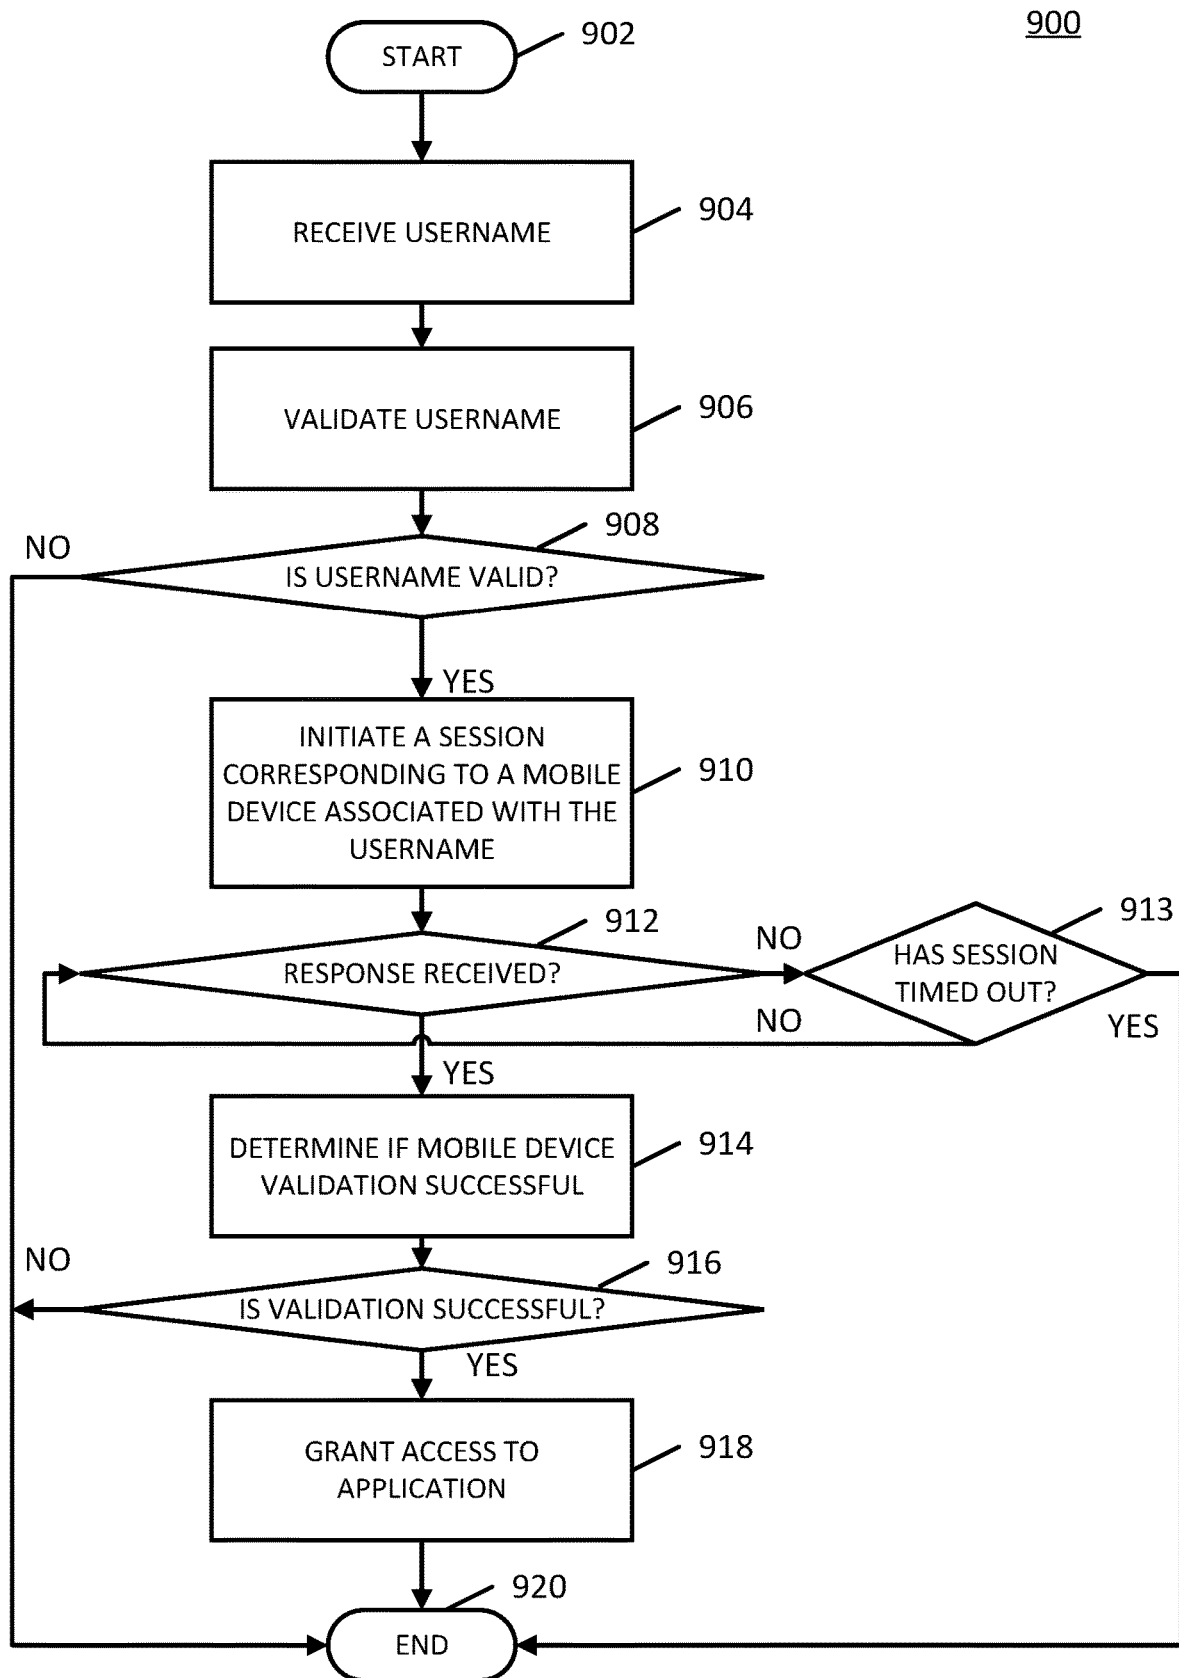 900
START
902
RECEIVE USERNAME
904
VALIDATE USERNAME
906
908
NO
IS USERNAME VALID?
YES
INITIATE A SESSION
CORRESPONDING TO A MOBILE
DEVICE ASSOCIATED WITH THE
USERNAME
910
912
RESPONSE RECEIVED?
NO
913
HAS SESSION
TIMED OUT?
NO
YES
YES
DETERMINE IF MOBILE DEVICE
VALIDATION SUCCESSFUL
914
NO
916
IS VALIDATION SUCCESSFUL?
YES
GRANT ACCESS TO
APPLICATION
918
920
END